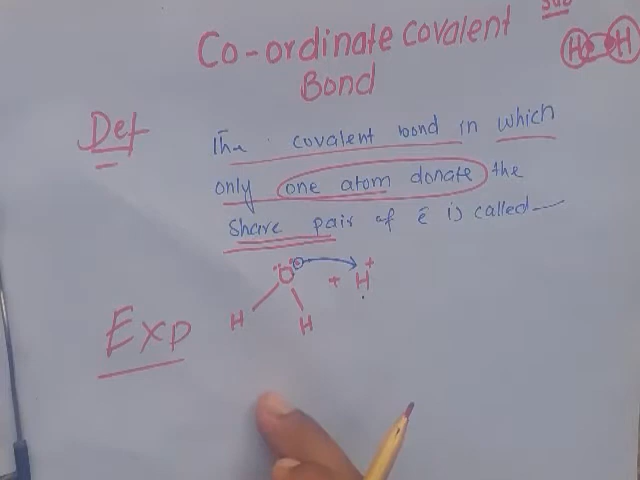 Co-ordinate covalent
Bond
H H
Def
The covalent bond in which
only one atom donate the
share pair of ē is called
O + H+
H H
Exp